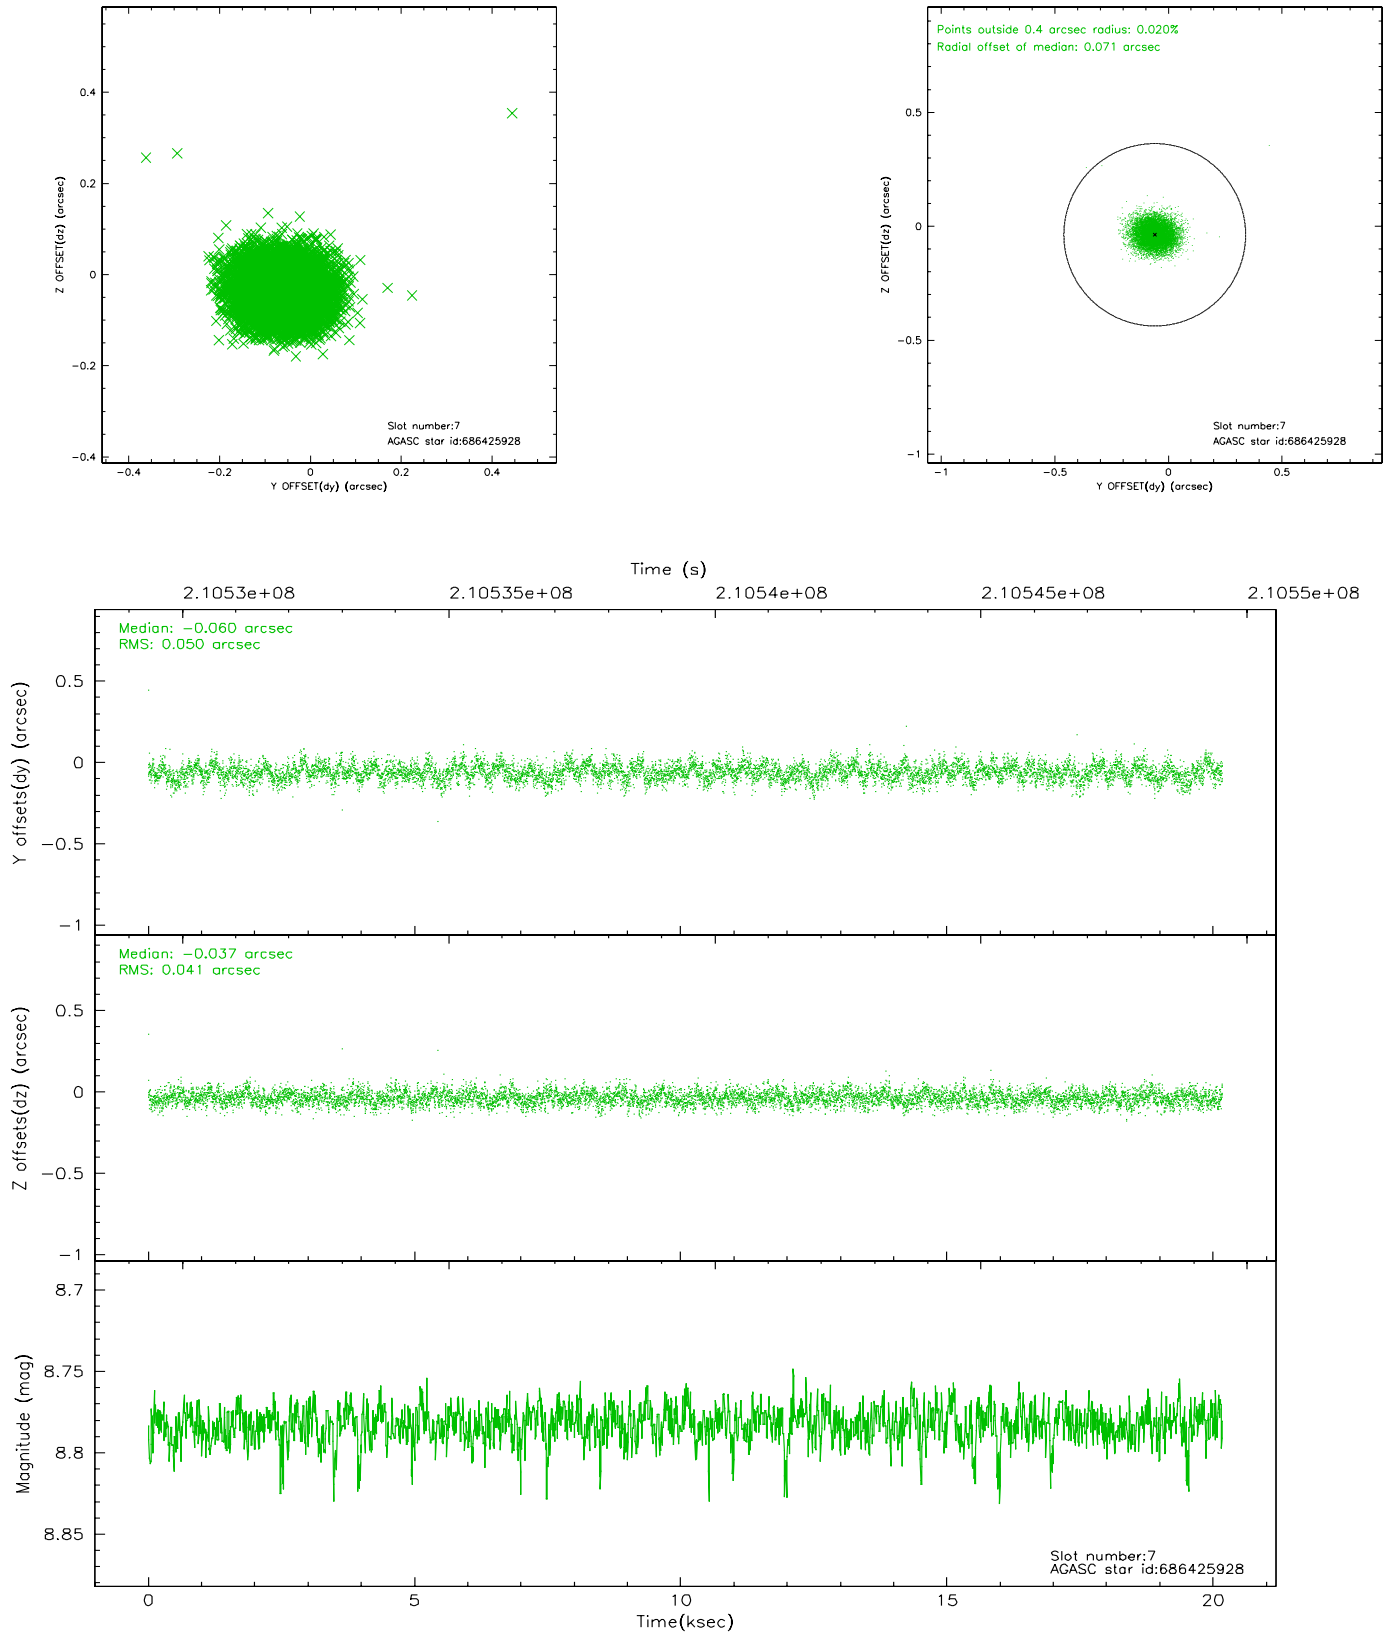 0.4
0.2
0
−0.2
−0.4
Z OFFSET(dz) (arcsec)
−0.4
−0.2
0
0.2
0.4
Y OFFSET(dy) (arcsec)
Slot number:7
AGASC star id:686425928
Points outside 0.4 arcsec radius: 0.020%
Radial offset of median: 0.071 arcsec
0.5
0
−0.5
−1
Z OFFSET(dz) (arcsec)
−1
−0.5
0
0.5
Y OFFSET(dy) (arcsec)
Slot number:7
AGASC star id:686425928
Time (s)
2.1053e+08
2.10535e+08
2.1054e+08
2.10545e+08
2.1055e+08
Median: −0.060 arcsec
RMS: 0.050 arcsec
0.5
0
−0.5
−1
Y offsets(dy) (arcsec)
Median: −0.037 arcsec
RMS: 0.041 arcsec
0.5
0
−0.5
−1
Z offsets(dz) (arcsec)
8.7
8.75
8.8
8.85
Magnitude (mag)
Slot number:7
AGASC star id:686425928
0
5
10
15
20
Time(ksec)